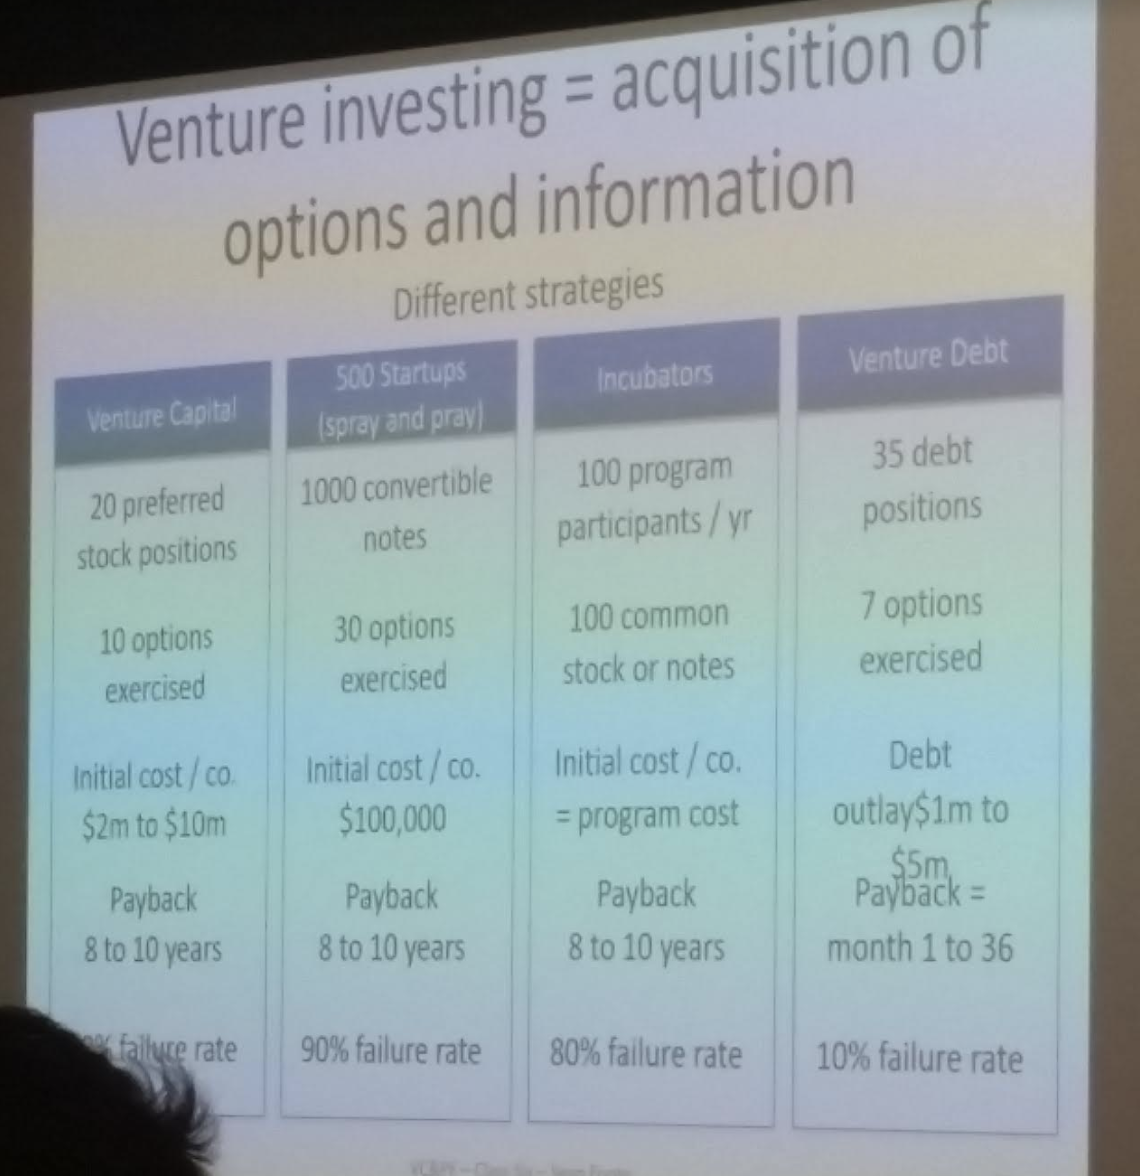 Venture investing = acquisition of
options and information
Different strategies
Venture Capital
20 preferred
stock positions
10 options
exercised
Initial cost / co.
$2m to $10m
Payback
8 to 10 years
failure rate
500 Startups
(spray and pray)
1000 convertible
notes
30 options
exercised
Initial cost / co.
$100,000
Payback
8 to 10 years
90% failure rate
Incubators
100 program
participants / yr
100 common
stock or notes
Initial cost / co.
= program cost
Payback
8 to 10 years
80% failure rate
Venture Debt
35 debt
positions
7 options
exercised
Debt
outlay$1m to
$5m
Payback =
month 1 to 36
10% failure rate